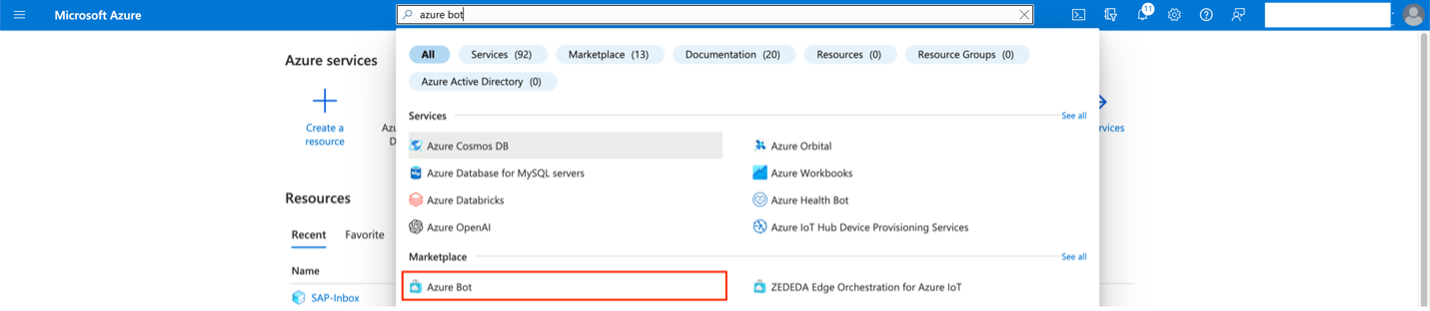 Microsoft Azure
azure bot
11
All
Services (92)
Marketplace (13)
Documentation (20)
Resources (0)
Resource Groups (0)
Azure Active Directory (0)
Azure services
Create a
resource
Azu
D
rvices
Services
See all
Azure Cosmos DB
Azure Orbital
Azure Database for MySQL servers
Azure Workbooks
Azure Databricks
Azure Health Bot
Azure OpenAI
Azure IoT Hub Device Provisioning Services
Resources
Recent
Favorite
Name
SAP-Inbox
Marketplace
See all
Azure Bot
ZEDEDA Edge Orchestration for Azure IoT